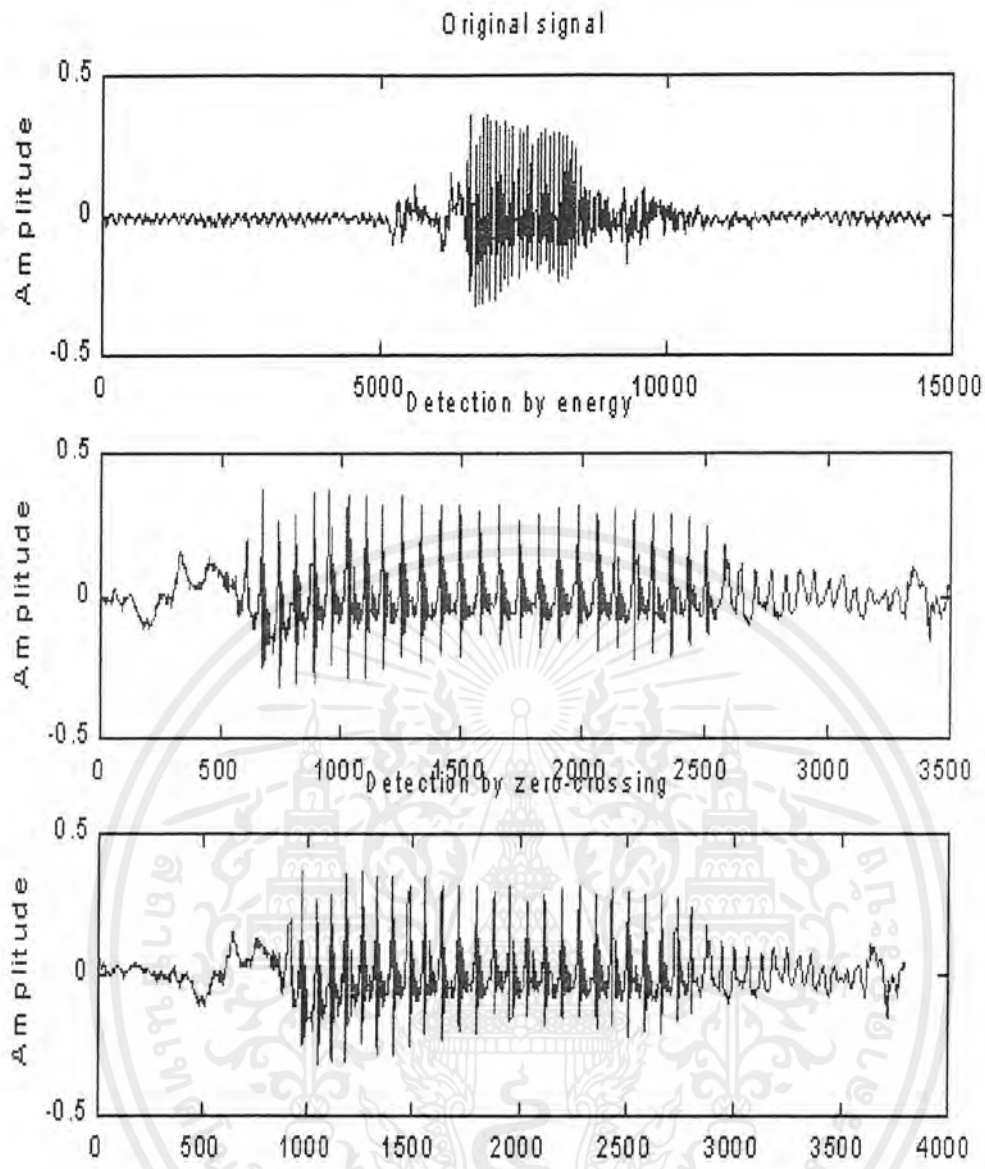 Original signal
0.5
0
-0.5
Amplitude
0 5000 10000 15000
Detection by energy
0.5
0
-0.5
Amplitude
0 500 1000 1500 2000 2500 3000 3500
Detection by zero-crossing
0.5
0
-0.5
Amplitude
0 500 1000 1500 2000 2500 3000 3500 4000